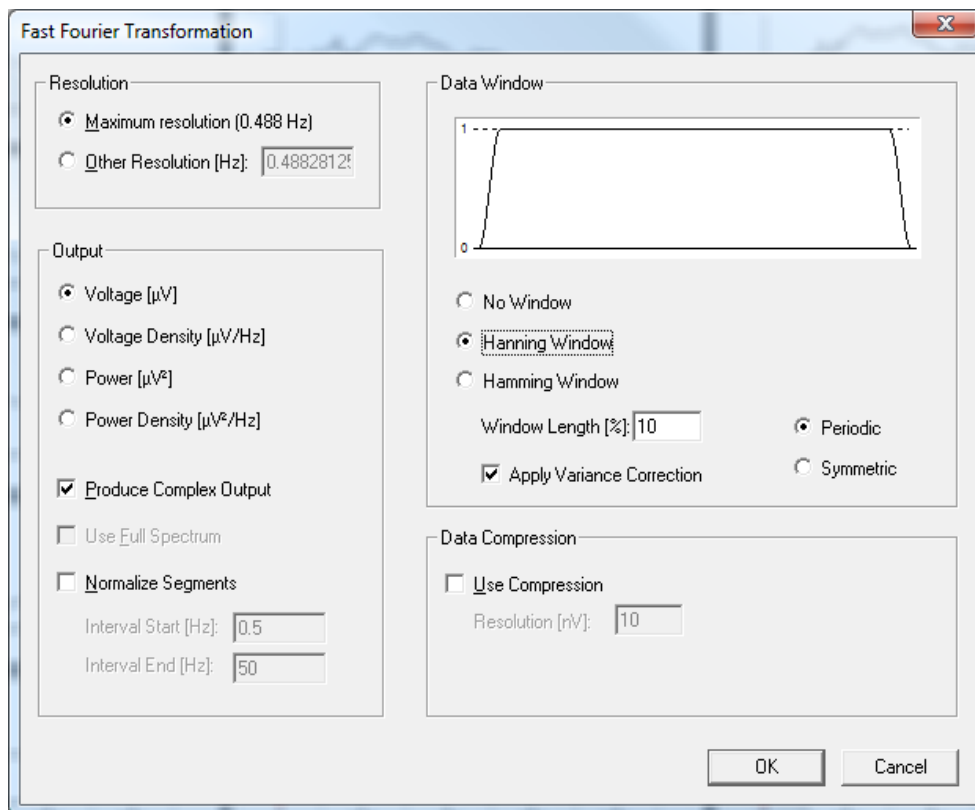 Fast Fourier Transformation
Resolution
Maximum resolution (0.488 Hz)
Other Resolution [Hz]: 0.48828125
Output
Voltage [µV]
Voltage Density [µV/Hz]
Power [µV²]
Power Density [µV²/Hz]
Produce Complex Output
Use Full Spectrum
Normalize Segments
Interval Start [Hz]: 0.5
Interval End [Hz]: 50
Data Window
1
0
No Window
Hanning Window
Hamming Window
Window Length [%]: 10
Periodic
Apply Variance Correction
Symmetric
Data Compression
Use Compression
Resolution [nV]: 10
OK Cancel